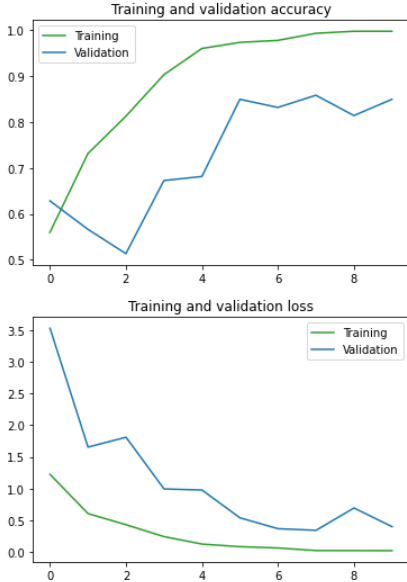 Training and validation accuracy
1.0
0.9
0.8
0.7
0.6
0.5
Training
Validation
0 2 4 6 8
Training and validation loss
3.5
3.0
2.5
2.0
1.5
1.0
0.5
0.0
Training
Validation
0 2 4 6 8